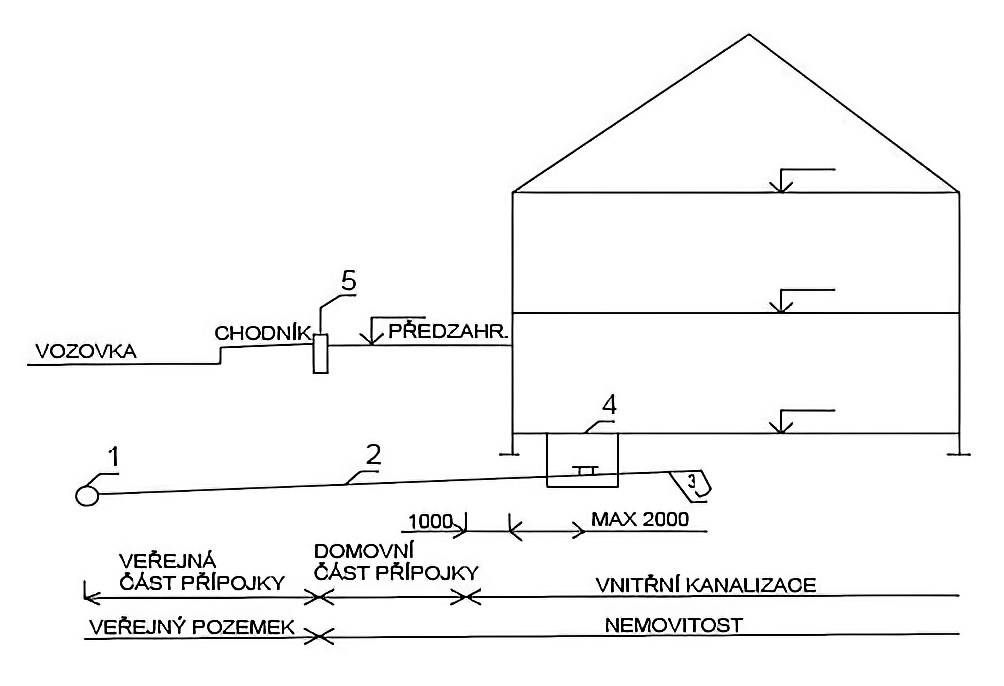 5
CHODNÍK
PŘEDZAHR.
VOZOVKA
4
1
2
3
1000
MAX 2000
VEŘEJNÁ
ČÁST PŘÍPOJKY
DOMOVNÍ
ČÁST PŘÍPOJKY
VNITŘNÍ KANALIZACE
VEŘEJNÝ POZEMEK
NEMOVITOST